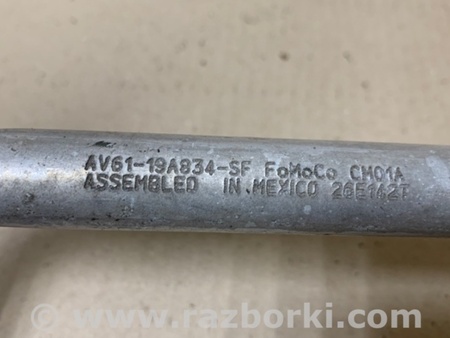 AV61-19A834-SF FoMoCo CM01A
ASSEMBLED IN MEXICO 26E142T
© www.razborki.com